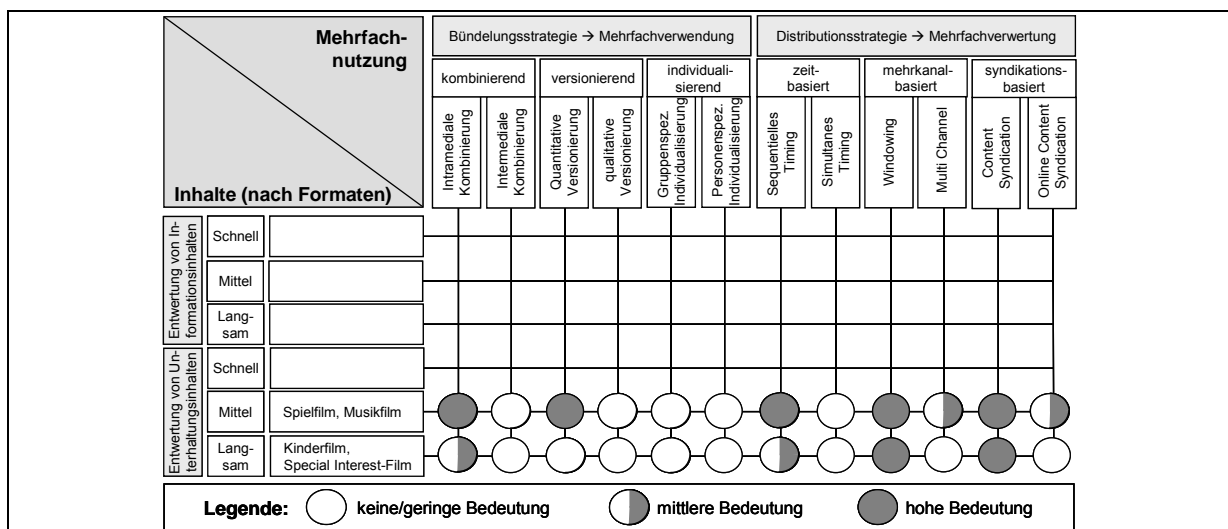 Mehrfach-
nutzung
Inhalte (nach Formaten)
Bündelungsstrategie → Mehrfachverwendung
Distributionsstrategie → Mehrfachverwertung
kombinierend
versionierend
individuali-
sierend
zeit-
basiert
mehrkanal-
basiert
syndikations-
basiert
Intramediale
Kombinierung
Intermediale
Kombinierung
Quantitative
Versionierung
qualitative
Versionierung
Gruppenspez.
Individualisierung
Personenspez.
Individualisierung
Sequentielles
Timing
Simultanes
Timing
Windowing
Multi Channel
Content
Syndication
Online Content
Syndication
Entwertung von In-
formationsinhalten
Schnell
Mittel
Lang-
sam
Entwertung von Un-
terhaltungsinhalten
Schnell
Mittel
Spielfilm, Musikfilm
Lang-
sam
Kinderfilm,
Special Interest-Film
Legende: keine/geringe Bedeutung mittlere Bedeutung hohe Bedeutung